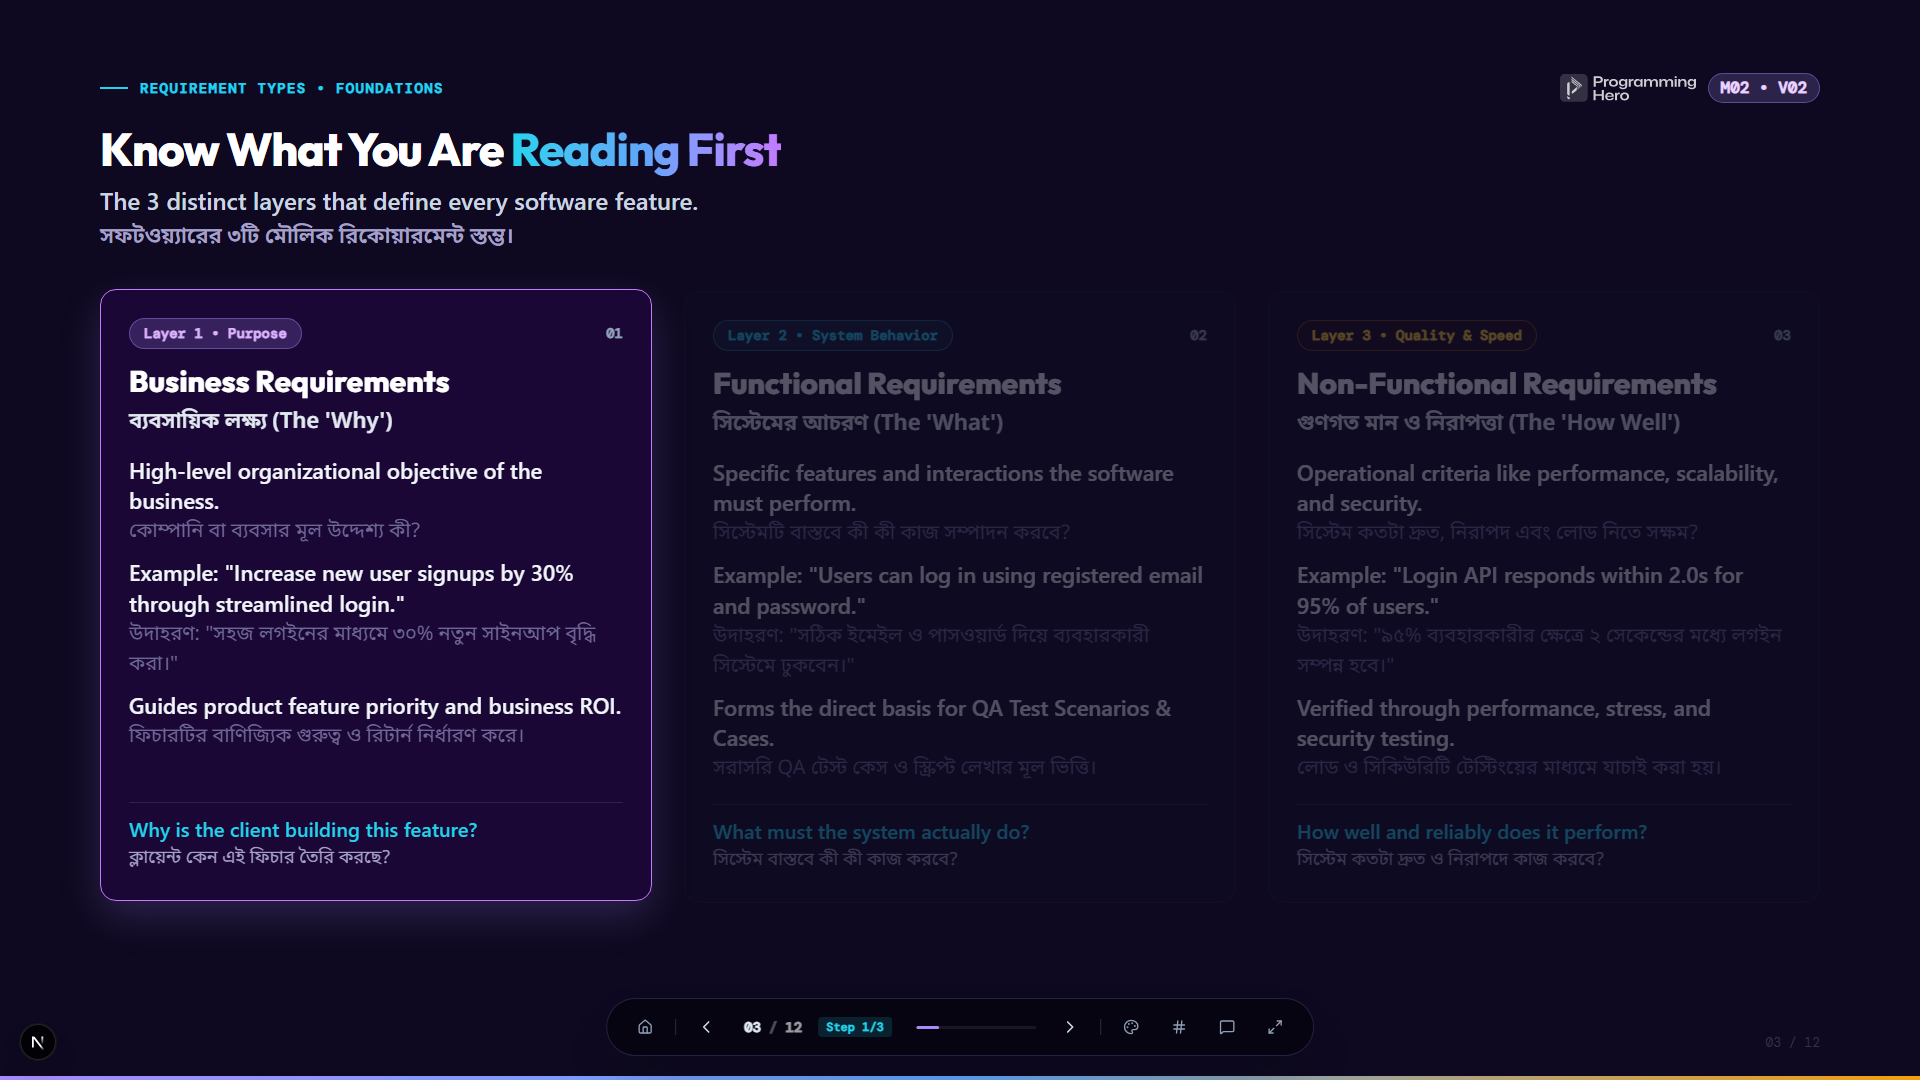 REQUIREMENT TYPES • FOUNDATIONS
Programming
Hero
M02 • V02
Know What You Are Reading First
The 3 distinct layers that define every software feature.
সফটওয়্যারের ৩টি মৌলিক রিকোয়ারমেন্ট স্তম্ভ।
Layer 1 • Purpose
01
Business Requirements
ব্যবসায়িক লক্ষ্য (The 'Why')
High-level organizational objective of the
business.
কোম্পানি বা ব্যবসার মূল উদ্দেশ্য কী?
Example: "Increase new user signups by 30%
through streamlined login."
উদাহরণ: "সহজ লগইনের মাধ্যমে ৩০% নতুন সাইনআপ বৃদ্ধি
করা।"
Guides product feature priority and business ROI.
ফিচারটির বাণিজ্যিক গুরুত্ব ও রিটার্ন নির্ধারণ করে।
Why is the client building this feature?
ক্লায়েন্ট কেন এই ফিচার তৈরি করছে?
Layer 2 • System Behavior
02
Functional Requirements
সিস্টেমের আচরণ (The 'What')
Specific features and interactions the software
must perform.
সিস্টেমটি বাস্তবে কী কী কাজ সম্পাদন করবে?
Example: "Users can log in using registered email
and password."
উদাহরণ: "সঠিক ইমেইল ও পাসওয়ার্ড দিয়ে ব্যবহারকারী
সিস্টেমে ঢুকবেন।"
Forms the direct basis for QA Test Scenarios &
Cases.
সরাসরি QA টেস্ট কেস ও স্ক্রিপ্ট লেখার মূল ভিত্তি।
What must the system actually do?
সিস্টেম বাস্তবে কী কী কাজ করবে?
Layer 3 • Quality & Speed
03
Non-Functional Requirements
গুণগত মান ও নিরাপত্তা (The 'How Well')
Operational criteria like performance, scalability,
and security.
সিস্টেম কতটা দ্রুত, নিরাপদ এবং লোড নিতে সক্ষম?
Example: "Login API responds within 2.0s for
95% of users."
উদাহরণ: "৯৫% ব্যবহারকারীর ক্ষেত্রে ২ সেকেন্ডের মধ্যে লগইন
সম্পন্ন হবে।"
Verified through performance, stress, and
security testing.
লোড ও সিকিউরিটি টেস্টিংয়ের মাধ্যমে যাচাই করা হয়।
How well and reliably does it perform?
সিস্টেম কতটা দ্রুত ও নিরাপদে কাজ করবে?
03 / 12
Step 1/3
N
03 / 12